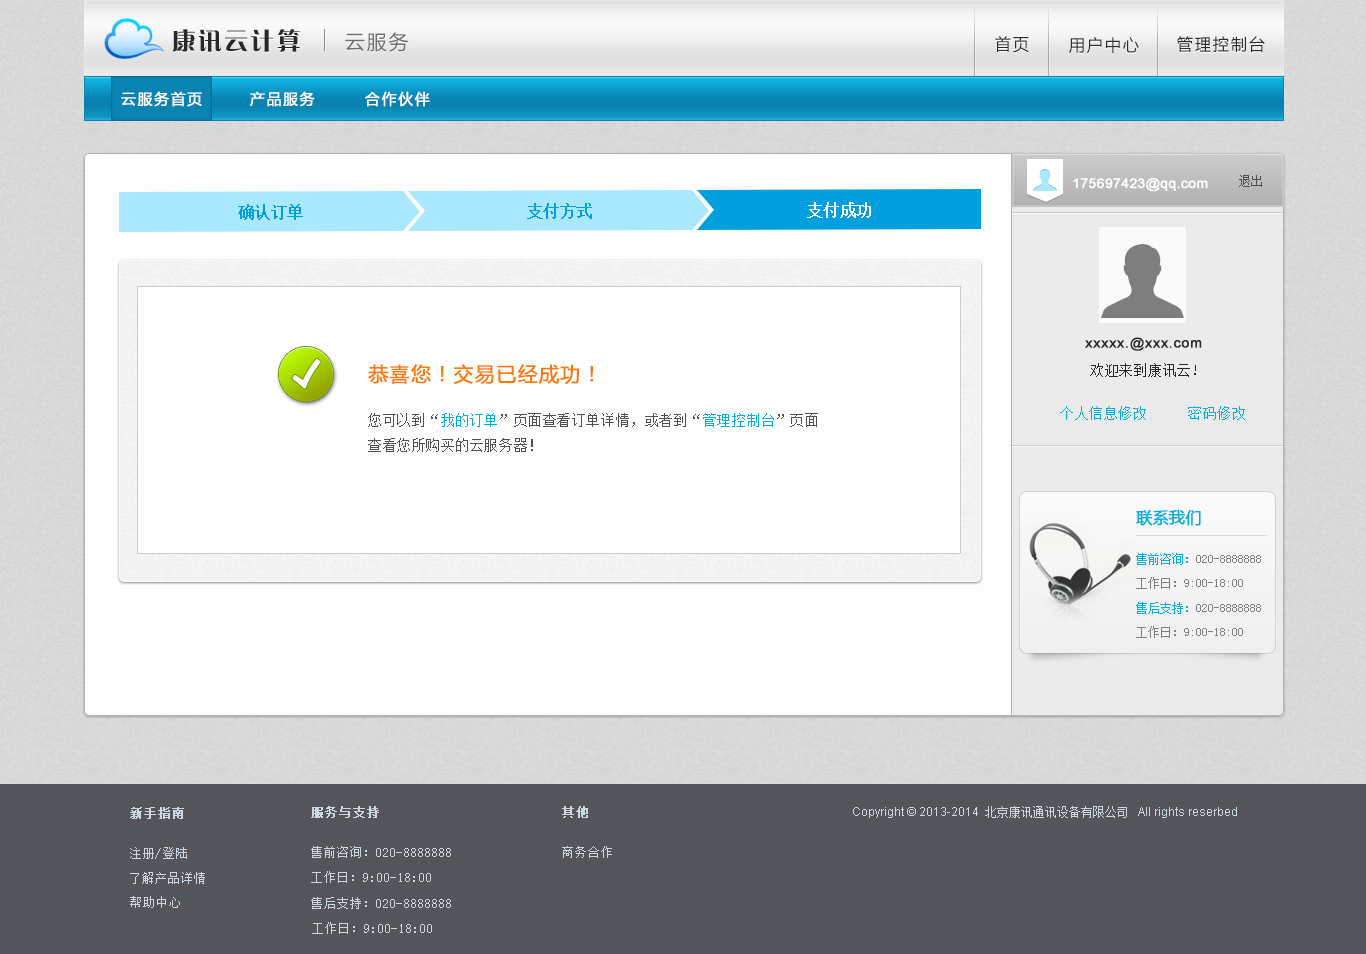 康讯云计算 云服务 首页 用户中心 管理控制台
云服务首页 产品服务 合作伙伴
175697423@qq.com 退出
确认订单 支付方式 支付成功
恭喜您！交易已经成功！
您可以到“我的订单”页面查看订单详情，或者到“管理控制台”页面
查看您所购买的云服务器！
xxxxx.@xxx.com
欢迎来到康讯云！
个人信息修改 密码修改
联系我们
售前咨询：020-8888888
工作日：9:00-18:00
售后支持：020-8888888
工作日：9:00-18:00
新手指南
注册/登陆
了解产品详情
帮助中心
服务与支持
售前咨询：020-8888888
工作日：9:00-18:00
售后支持：020-8888888
工作日：9:00-18:00
其他
商务合作
Copyright © 2013-2014 北京康讯通讯设备有限公司 All rights reserbed